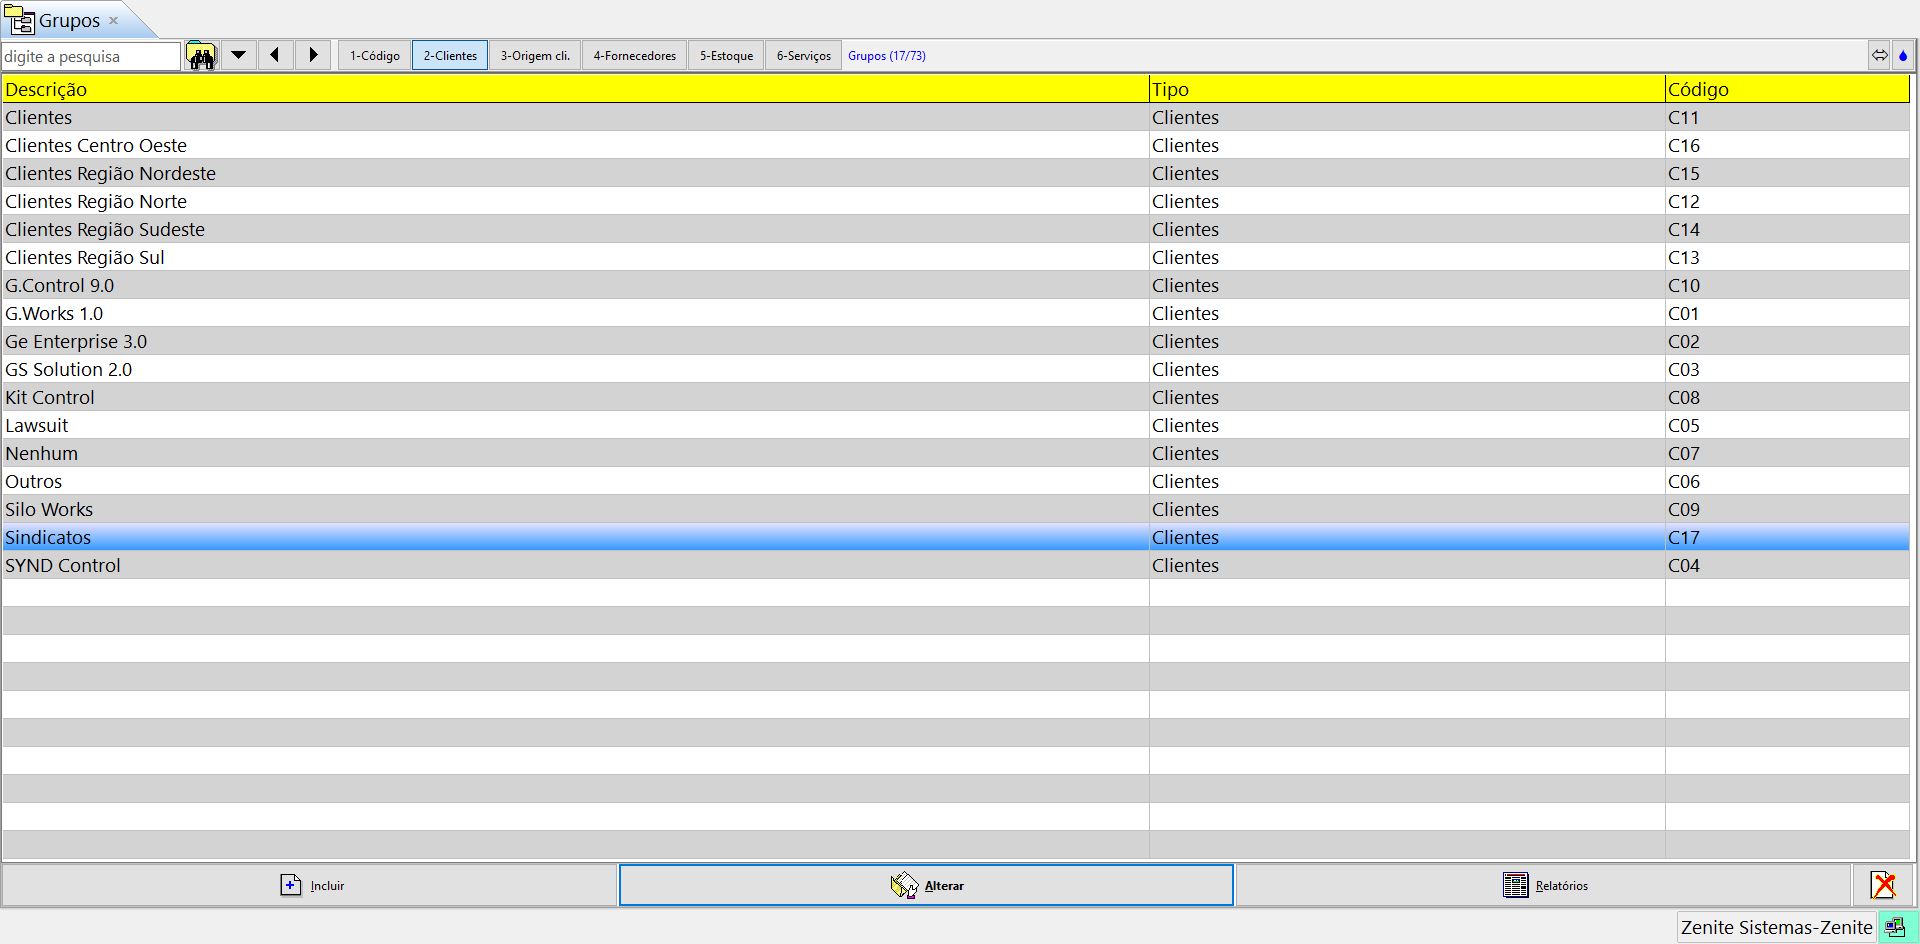 Grupos ×
digite a pesquisa 1-Código 2-Clientes 3-Origem cli. 4-Fornecedores 5-Estoque 6-Serviços Grupos (17/73)
Descrição Tipo Código
Clientes Clientes C11
Clientes Centro Oeste Clientes C16
Clientes Região Nordeste Clientes C15
Clientes Região Norte Clientes C12
Clientes Região Sudeste Clientes C14
Clientes Região Sul Clientes C13
G.Control 9.0 Clientes C10
G.Works 1.0 Clientes C01
Ge Enterprise 3.0 Clientes C02
GS Solution 2.0 Clientes C03
Kit Control Clientes C08
Lawsuit Clientes C05
Nenhum Clientes C07
Outros Clientes C06
Silo Works Clientes C09
Sindicatos Clientes C17
SYND Control Clientes C04
Incluir Alterar Relatórios
Zenite Sistemas-Zenite